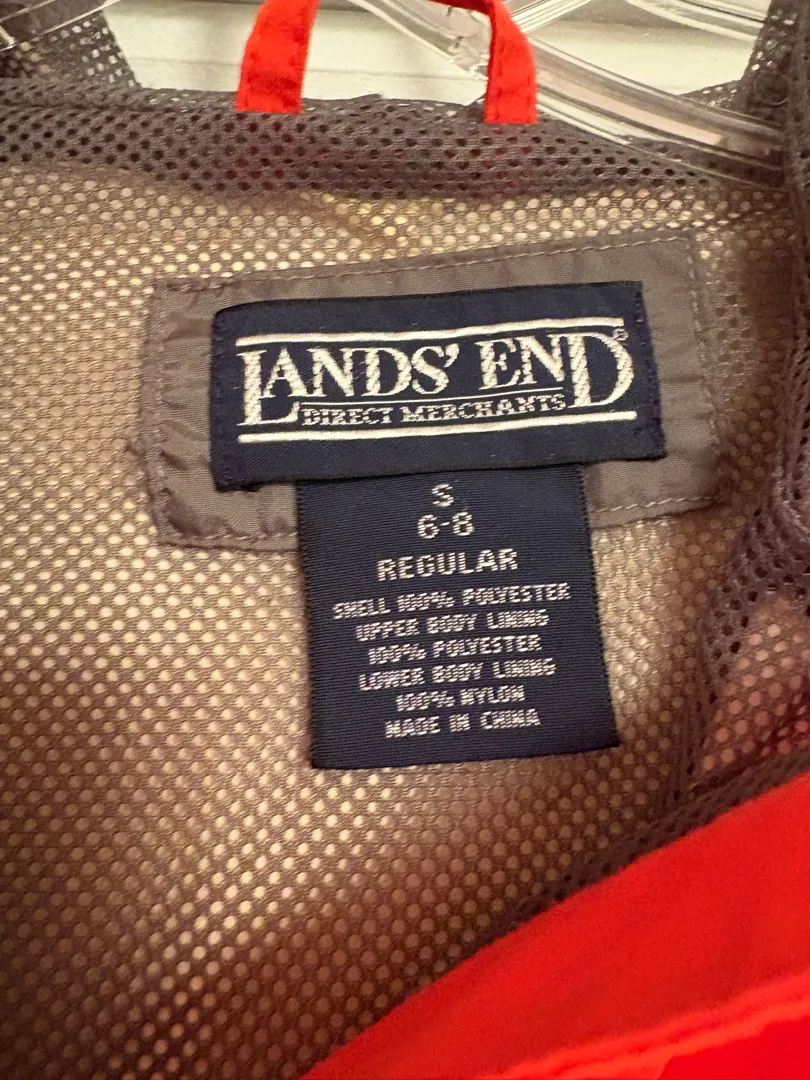 LANDS' END®
DIRECT MERCHANTS
S
6-8
REGULAR
SHELL 100% POLYESTER
UPPER BODY LINING
100% POLYESTER
LOWER BODY LINING
100% NYLON
MADE IN CHINA